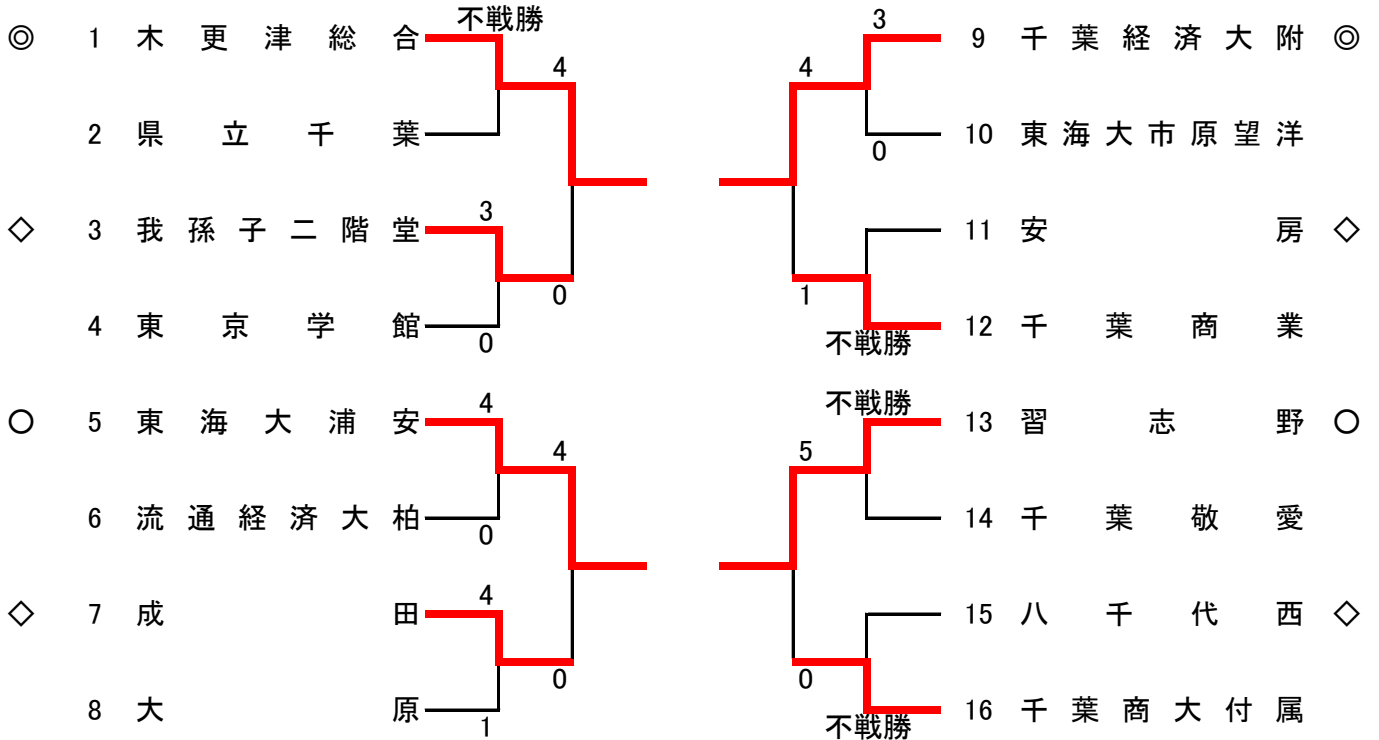 不戦勝
◎ 1 木更津総合
4
2 県立千葉
◇ 3 我孫子二階堂
3
0
4 東京学館
0
○ 5 東海大浦安
4
4
6 流通経済大柏
0
◇ 7 成田
4
0
8 大原
1
3
9 千葉経済大附 ◎
4
10 東海大市原望洋
0
11 安房 ◇
1
12 千葉商業
不戦勝
不戦勝
13 習志野 ○
5
14 千葉敬愛
15 八千代西 ◇
0
16 千葉商大付属
不戦勝